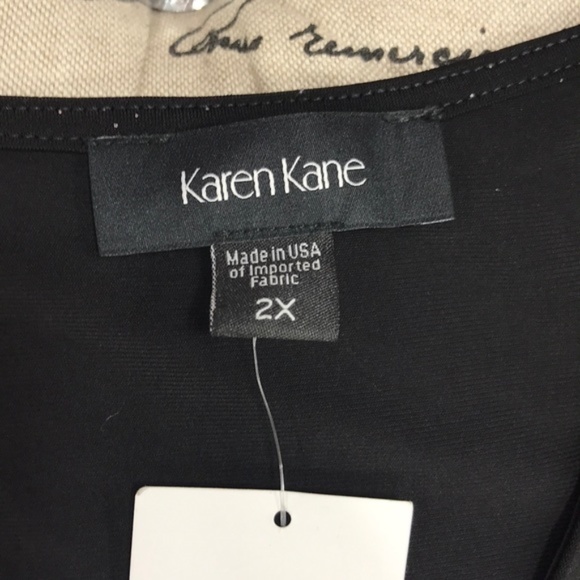 Karen Kane
Made in USA
of Imported
Fabric
2X